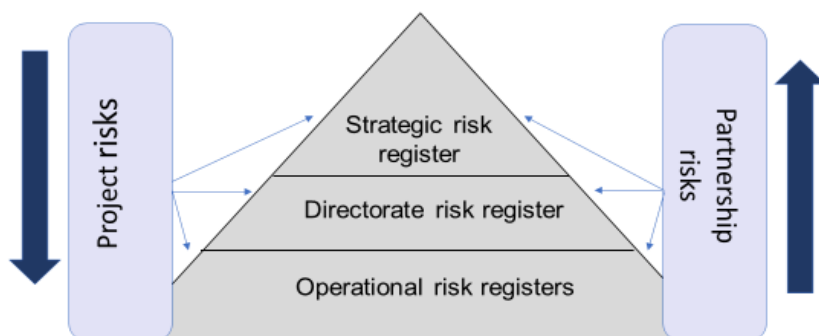 Project risks
Strategic risk
register
Directorate risk register
Operational risk registers
Partnership
risks